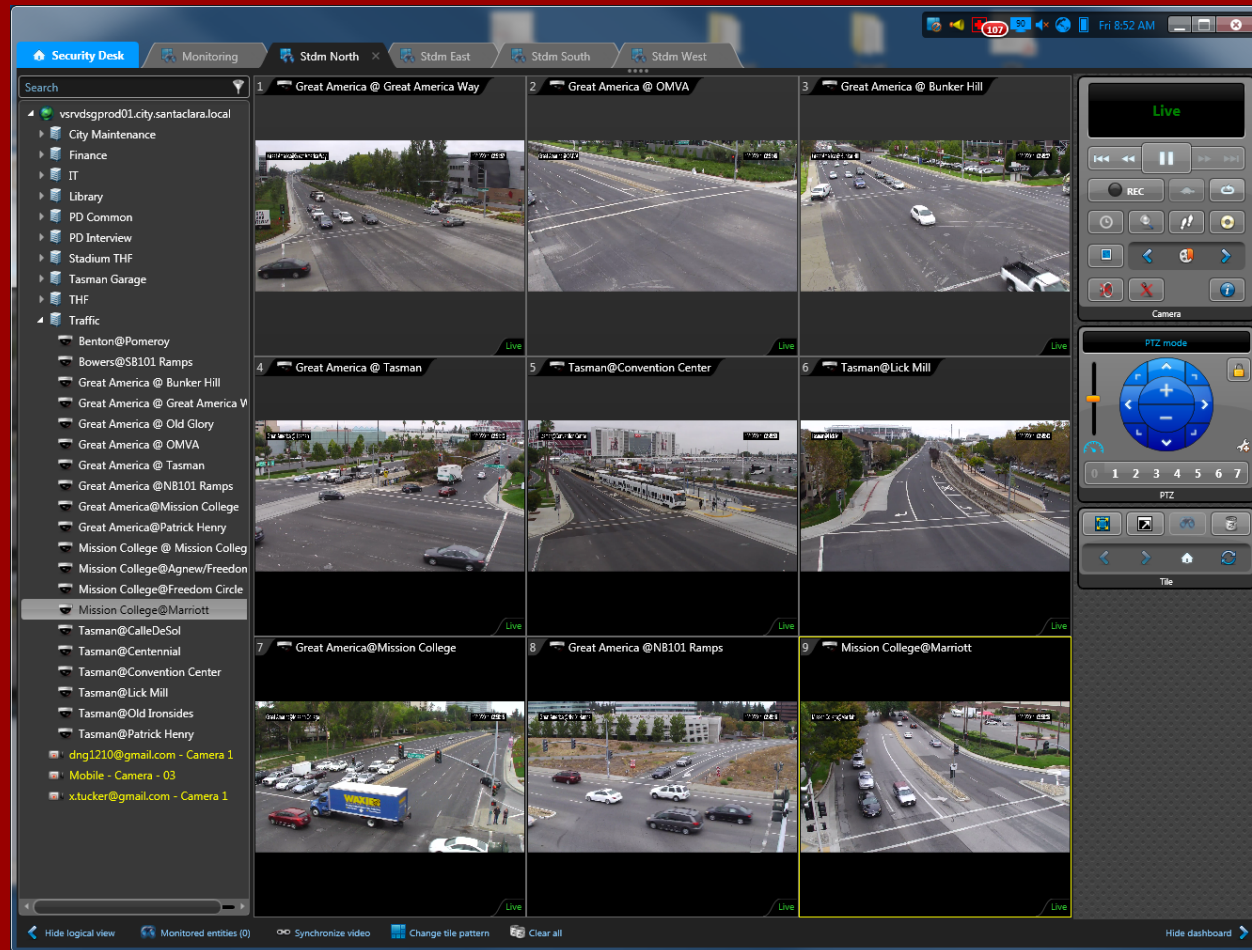 107
90
Fri 8:52 AM
Security Desk
Monitoring
Stdm North
Stdm East
Stdm South
Stdm West
Search
vsrvdsgprod01.city.santaclara.local
City Maintenance
Finance
IT
Library
PD Common
PD Interview
Stadium THF
Tasman Garage
THF
Traffic
Benton@Pomeroy
Bowers@SB101 Ramps
Great America @ Bunker Hill
Great America @ Great America W
Great America @ Old Glory
Great America @ OMVA
Great America @ Tasman
Great America @NB101 Ramps
Great America@Mission College
Great America@Patrick Henry
Mission College @ Mission Colleg
Mission College@Agnew/Freedon
Mission College@Freedom Circle
Mission College@Marriott
Tasman@CalleDeSol
Tasman@Centennial
Tasman@Convention Center
Tasman@Lick Mill
Tasman@Old Ironsides
Tasman@Patrick Henry
dng1210@gmail.com - Camera 1
Mobile - Camera - 03
x.tucker@gmail.com - Camera 1
1 Great America @ Great America Way
Live
2 Great America @ OMVA
Live
3 Great America @ Bunker Hill
Live
4 Great America @ Tasman
Live
5 Tasman@Convention Center
Live
6 Tasman@Lick Mill
Live
7 Great America@Mission College
WAXIE'S
Live
8 Great America @NB101 Ramps
Live
9 Mission College@Marriott
Live
Live
REC
Camera
PTZ mode
0 1 2 3 4 5 6 7
PTZ
Tile
Hide logical view
Monitored entities (0)
Synchronize video
Change tile pattern
Clear all
Hide dashboard